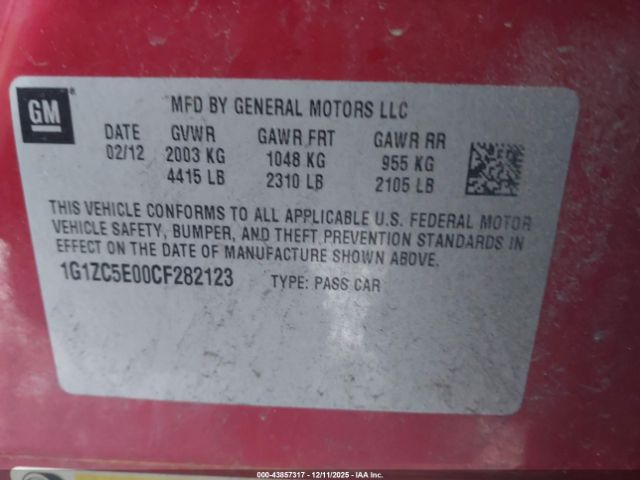 GM
MFD BY GENERAL MOTORS LLC
DATE GVWR GAWR FRT GAWR RR
02/12 2003 KG 1048 KG 955 KG
4415 LB 2310 LB 2105 LB
THIS VEHICLE CONFORMS TO ALL APPLICABLE U.S. FEDERAL MOTOR
VEHICLE SAFETY, BUMPER, AND THEFT PREVENTION STANDARDS IN
EFFECT ON THE DATE OF MANUFACTURE SHOWN ABOVE.
1G1ZC5E00CF282123 TYPE: PASS CAR
000-43857317 - 12/11/2025 - IAA Inc.